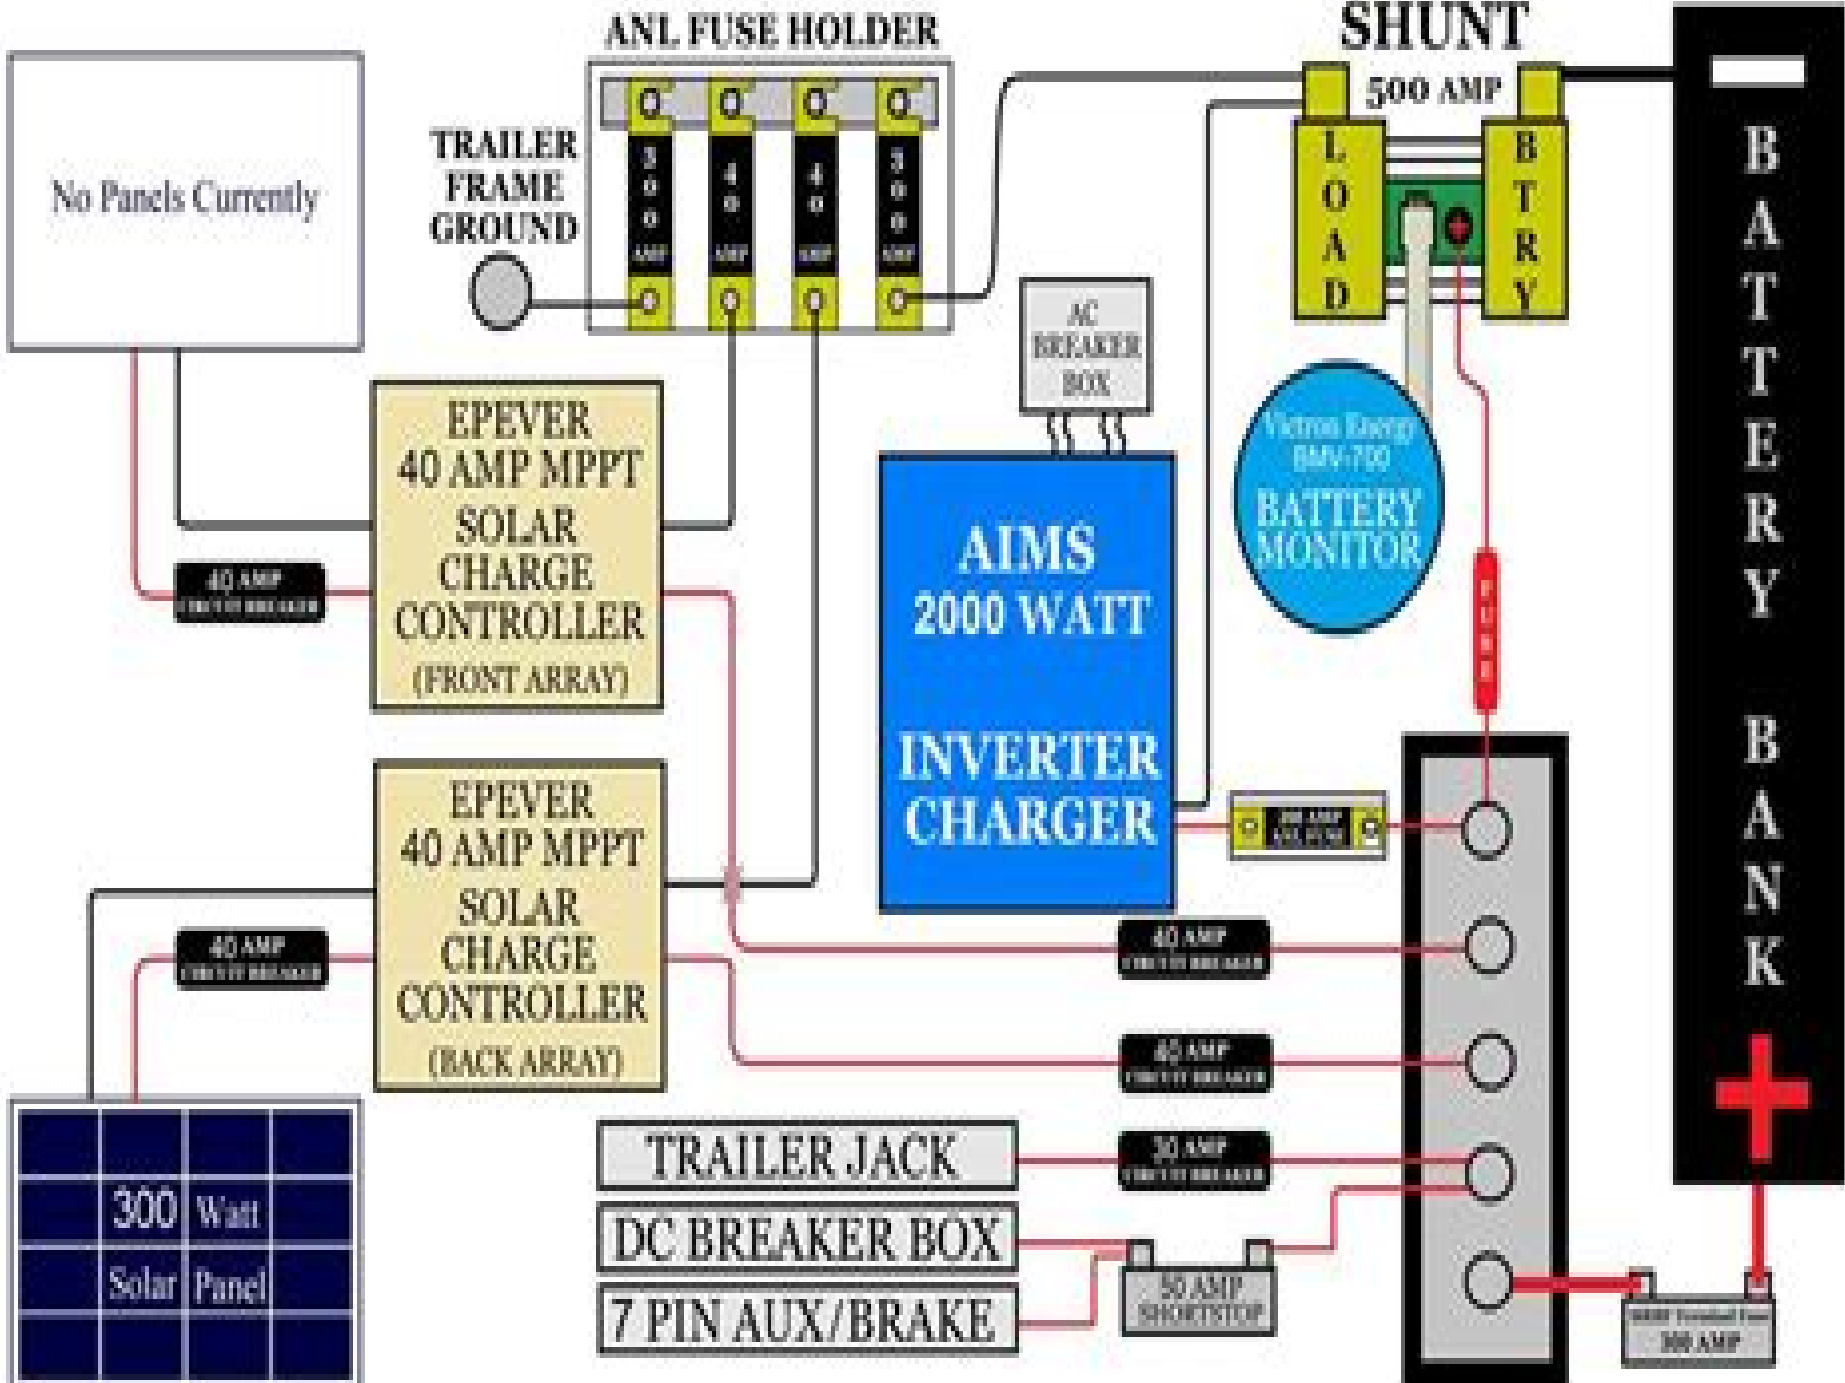 ANL FUSE HOLDER
SHUNT
500 AMP
LOAD
BTRY
BATTERY BANK
No Panels Currently
TRAILER
FRAME
GROUND
40
AMP
40
AMP
AMP
AMP
AC
BREAKER
BOX
EPEVER
40 AMP MPPT
SOLAR
CHARGE
CONTROLLER
(FRONT ARRAY)
40 AMP
CIRCUIT BREAKER
Victron Energy
BMV-700
BATTERY
MONITOR
AIMS
2000 WATT
INVERTER
CHARGER
EPEVER
40 AMP MPPT
SOLAR
CHARGE
CONTROLLER
(BACK ARRAY)
40 AMP
CIRCUIT BREAKER
40 AMP
CIRCUIT BREAKER
40 AMP
CIRCUIT BREAKER
TRAILER JACK
30 AMP
CIRCUIT BREAKER
DC BREAKER BOX
7 PIN AUX/BRAKE
50 AMP
SHORTSTOP
300 Watt
Solar Panel
Terminal Fuse
300 AMP